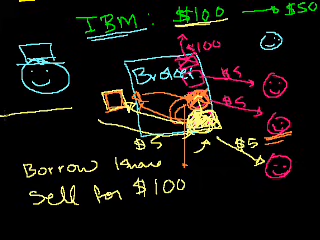 IBM: $100 → $50
$100
Broker
$5
$5
$5
$5
Borrow 1 share
Sell for $100